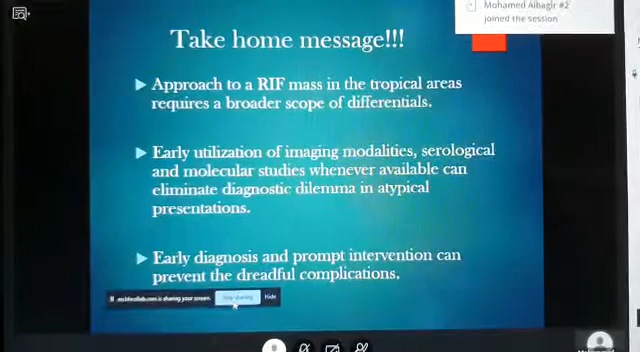 Mohamed Albagir #2
joined the session
Take home message!!!
Approach to a RIF mass in the tropical areas
requires a broader scope of differentials.
Early utilization of imaging modalities, serological
and molecular studies whenever available can
eliminate diagnostic dilemma in atypical
presentations.
Early diagnosis and prompt intervention can
prevent the dreadful complications.
is sharing your screen.
Stop sharing
Hide